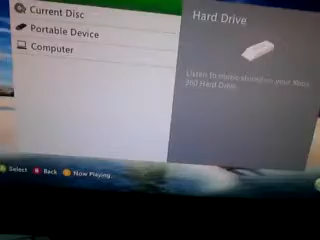 Current Disc
Portable Device
Computer
Hard Drive
Listen to music stored on your Xbox
360 Hard Drive.
Select
Back
Now Playing